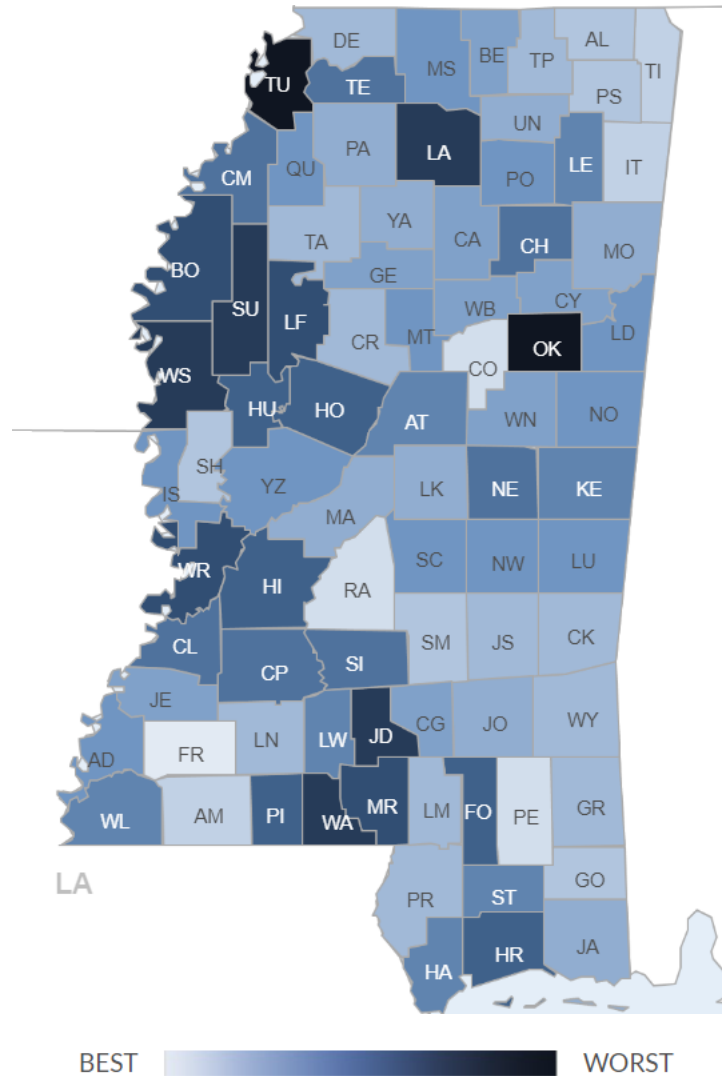 DE
AL
BE
TP
MS
TI
TU
TE
PS
UN
PA
LA
LE
IT
QU
CM
PO
YA
CA
TA
CH
MO
BO
GE
CY
SU
WB
LF
LD
MT
CR
OK
CO
WS
HU
HO
AT
WN
NO
SH
YZ
LK
NE
KE
IS
MA
SC
NW
LU
WR
HI
RA
CL
SM
JS
CK
SI
CP
JE
LN
CG
JO
WY
LW
JD
FR
AD
WL
AM
PI
WA
MR
LM
FO
PE
GR
LA
GO
PR
ST
HA
HR
JA
BEST
WORST